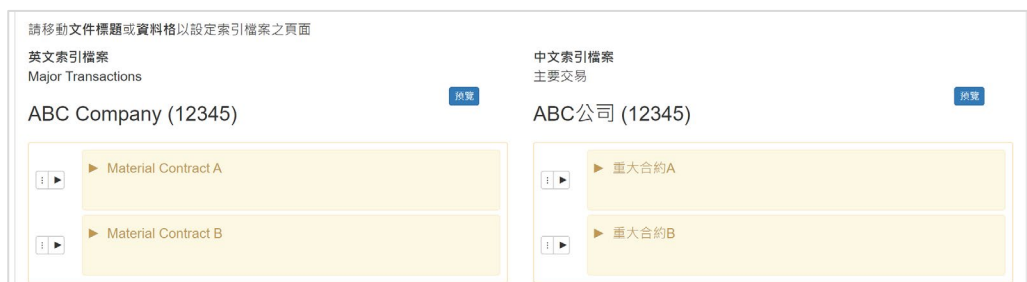 請移動文件標題或資料格以設定索引檔案之頁面
英文索引檔案
Major Transactions
預覽
ABC Company (12345)
► Material Contract A
► Material Contract B
中文索引檔案
主要交易
預覽
ABC公司 (12345)
► 重大合約A
► 重大合約B